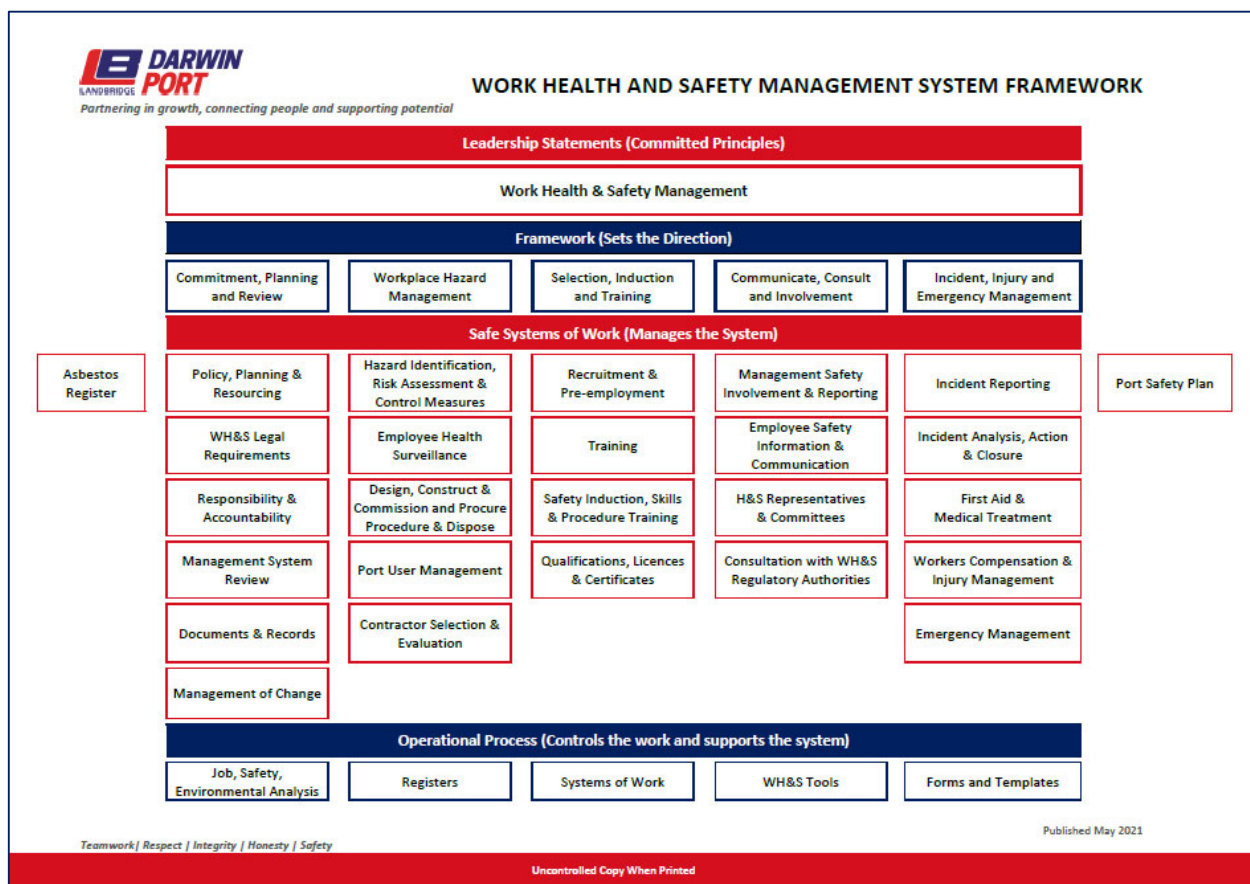 LB DARWIN
LANDBRIDGE PORT
Partnering in growth, connecting people and supporting potential
WORK HEALTH AND SAFETY MANAGEMENT SYSTEM FRAMEWORK
Leadership Statements (Committed Principles)
Work Health & Safety Management
Framework (Sets the Direction)
Commitment, Planning
and Review
Workplace Hazard
Management
Selection, Induction
and Training
Communicate, Consult
and Involvement
Incident, Injury and
Emergency Management
Safe Systems of Work (Manages the System)
Asbestos
Register
Policy, Planning &
Resourcing
Hazard Identification,
Risk Assessment &
Control Measures
Recruitment &
Pre-employment
Management Safety
Involvement & Reporting
Incident Reporting
Port Safety Plan
WH&S Legal
Requirements
Employee Health
Surveillance
Training
Employee Safety
Information &
Communication
Incident Analysis, Action
& Closure
Responsibility &
Accountability
Design, Construct &
Commission and Procure
Procedure & Dispose
Safety Induction, Skills
& Procedure Training
H&S Representatives
& Committees
First Aid &
Medical Treatment
Management System
Review
Port User Management
Qualifications, Licences
& Certificates
Consultation with WH&S
Regulatory Authorities
Workers Compensation &
Injury Management
Documents & Records
Contractor Selection &
Evaluation
Emergency Management
Management of Change
Operational Process (Controls the work and supports the system)
Job, Safety,
Environmental Analysis
Registers
Systems of Work
WH&S Tools
Forms and Templates
Published May 2021
Teamwork| Respect | Integrity | Honesty | Safety
Uncontrolled Copy When Printed